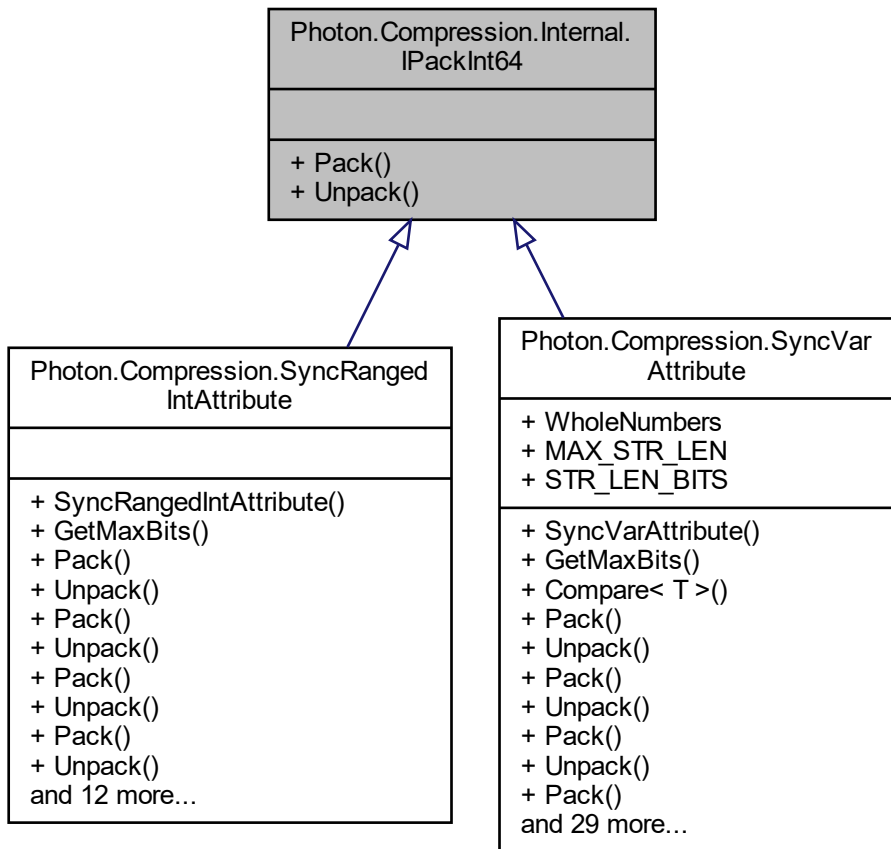 Photon.Compression.Internal.
IPackInt64
+ Pack()
+ Unpack()
Photon.Compression.SyncRanged
IntAttribute
+ SyncRangedIntAttribute()
+ GetMaxBits()
+ Pack()
+ Unpack()
+ Pack()
+ Unpack()
+ Pack()
+ Unpack()
+ Pack()
+ Unpack()
and 12 more...
Photon.Compression.SyncVar
Attribute
+ WholeNumbers
+ MAX_STR_LEN
+ STR_LEN_BITS
+ SyncVarAttribute()
+ GetMaxBits()
+ Compare< T >()
+ Pack()
+ Unpack()
+ Pack()
+ Unpack()
+ Pack()
+ Unpack()
+ Pack()
and 29 more...